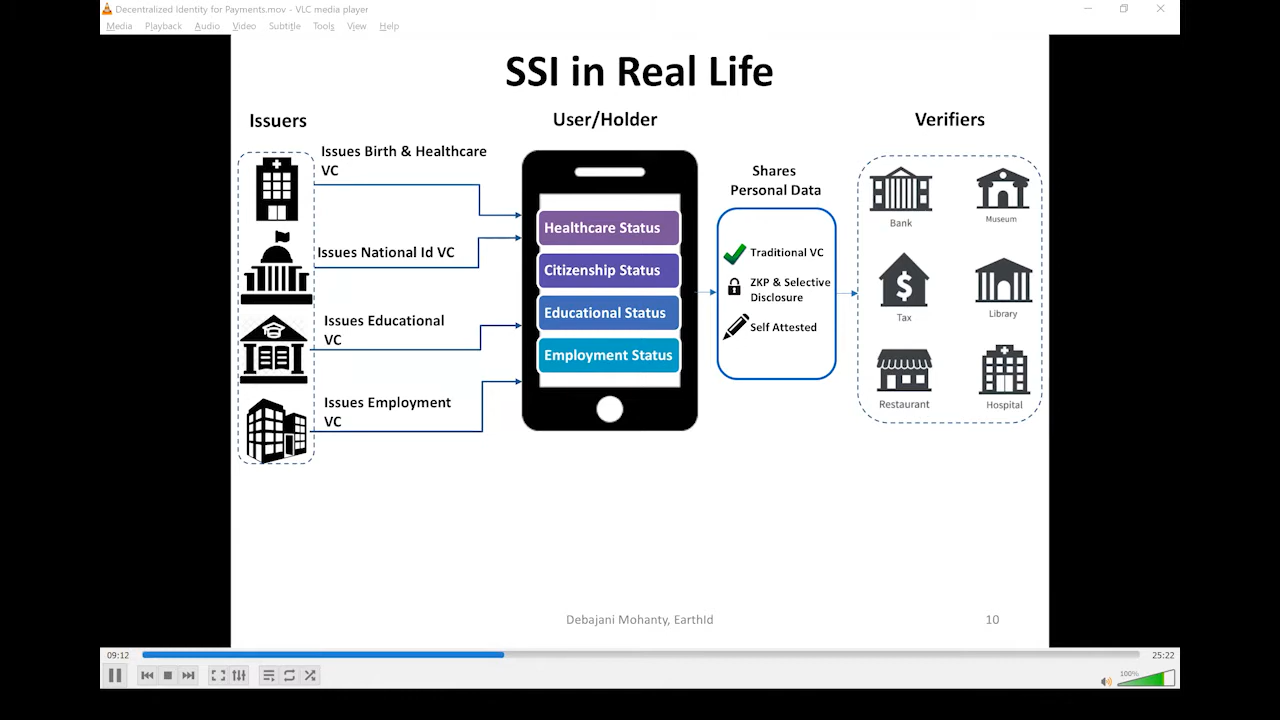 Decentralized Identity for Payments.mov - VLC media player
Media Playback Audio Video Subtitle Tools View Help
SSI in Real Life
Issuers
User/Holder
Verifiers
Issues Birth & Healthcare
VC
Issues National Id VC
Issues Educational
VC
Issues Employment
VC
Healthcare Status
Citizenship Status
Educational Status
Employment Status
Shares
Personal Data
Traditional VC
ZKP & Selective
Disclosure
Self Attested
Bank
Museum
$
Tax
Library
Restaurant
Hospital
Debajani Mohanty, EarthId
10
09:12
25:22
100%